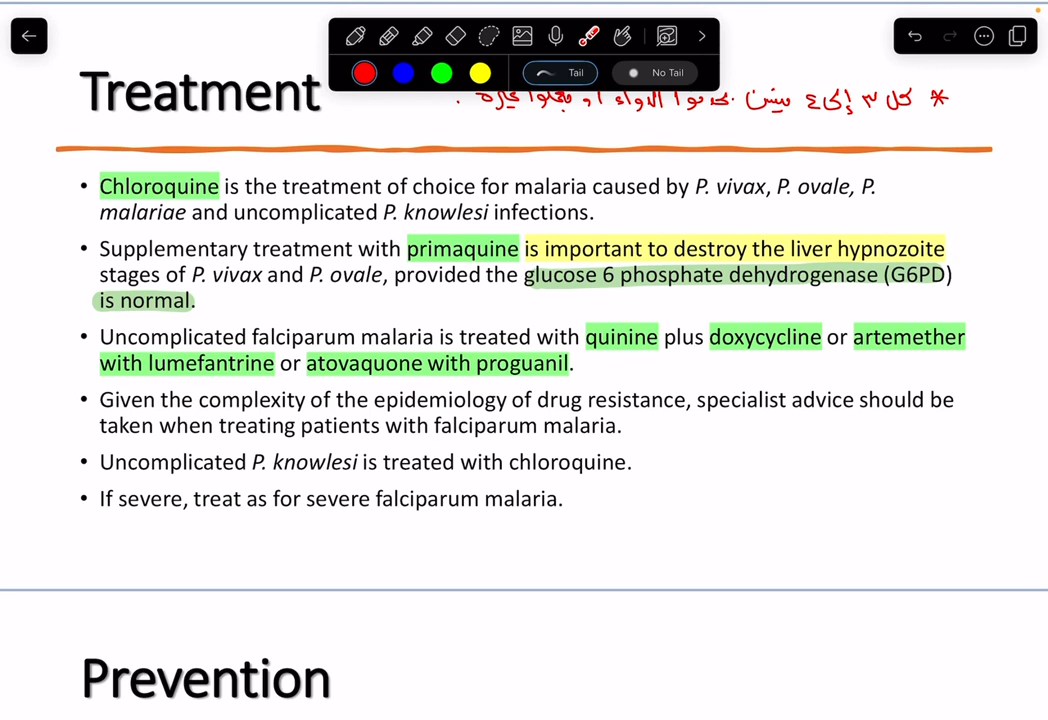 Tail
No Tail
Treatment
* كل ٣ إلى ٤ سنين الدواء أو
• Chloroquine is the treatment of choice for malaria caused by P. vivax, P. ovale, P.
malariae and uncomplicated P. knowlesi infections.
• Supplementary treatment with primaquine is important to destroy the liver hypnozoite
stages of P. vivax and P. ovale, provided the glucose 6 phosphate dehydrogenase (G6PD)
is normal.
• Uncomplicated falciparum malaria is treated with quinine plus doxycycline or artemether
with lumefantrine or atovaquone with proguanil.
• Given the complexity of the epidemiology of drug resistance, specialist advice should be
taken when treating patients with falciparum malaria.
• Uncomplicated P. knowlesi is treated with chloroquine.
• If severe, treat as for severe falciparum malaria.
Prevention